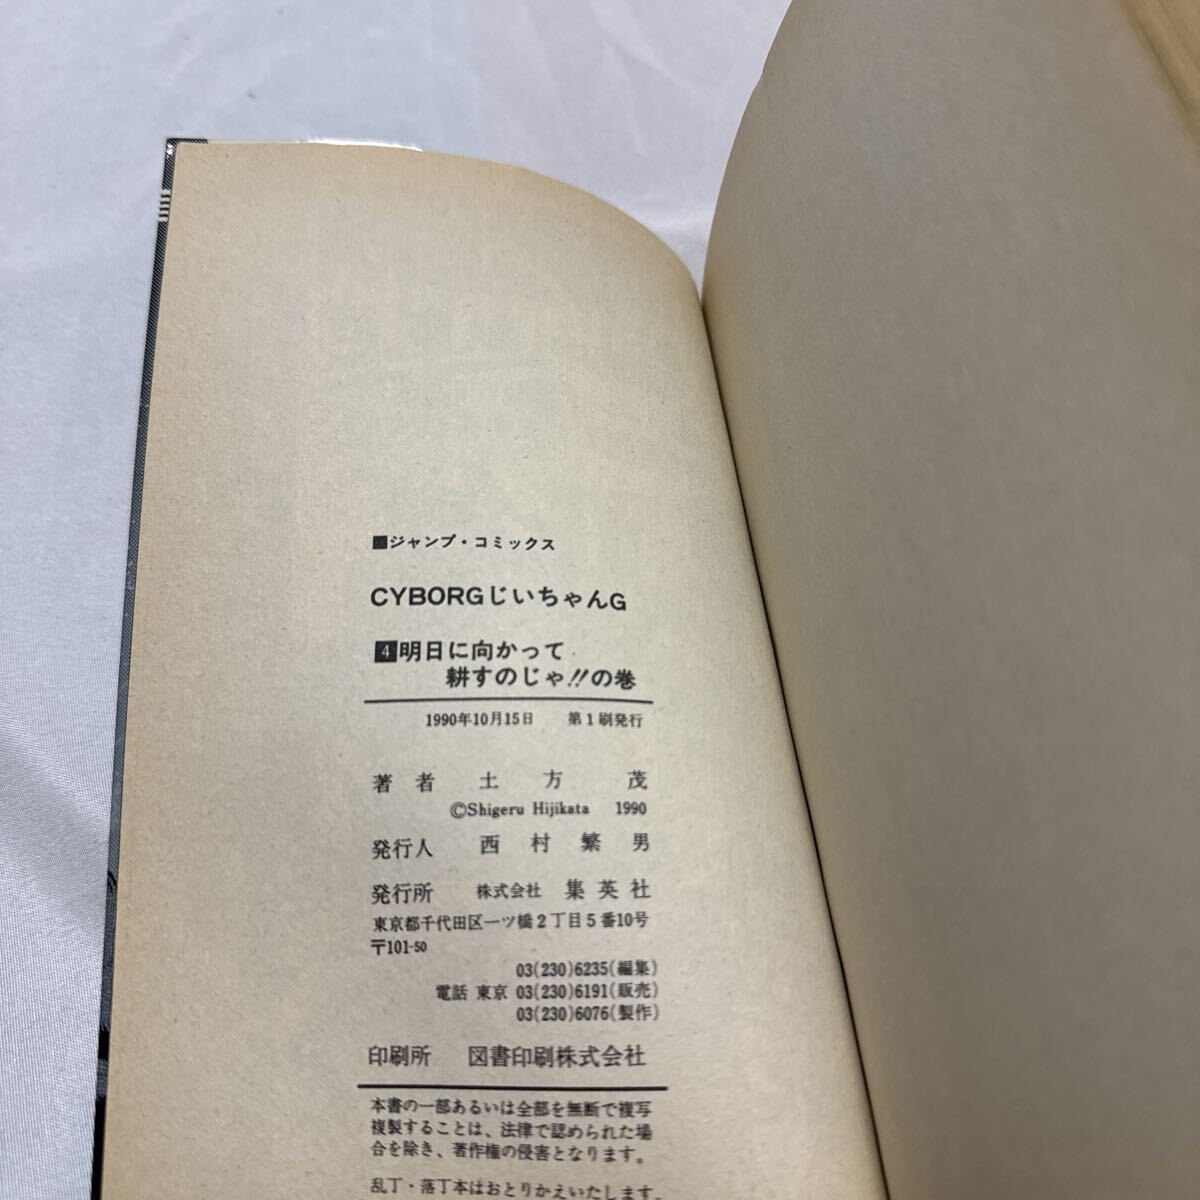 ■ジャンプ・コミックス
CYBORGじいちゃんG
4明日に向かって
耕すのじゃ!!の巻
1990年10月15日 第1刷発行
著者 土方茂
©Shigeru Hijikata 1990
発行人 西村繁男
発行所 株式会社 集英社
東京都千代田区一ツ橋2丁目5番10号
〒101-50
03(230)6235(編集)
電話 東京 03(230)6191(販売)
03(230)6076(製作)
印刷所 図書印刷株式会社
本書の一部あるいは全部を無断で複写
複製することは、法律で認められた場
合を除き、著作権の侵害となります。
乱丁・落丁本はおとりかえいたします。